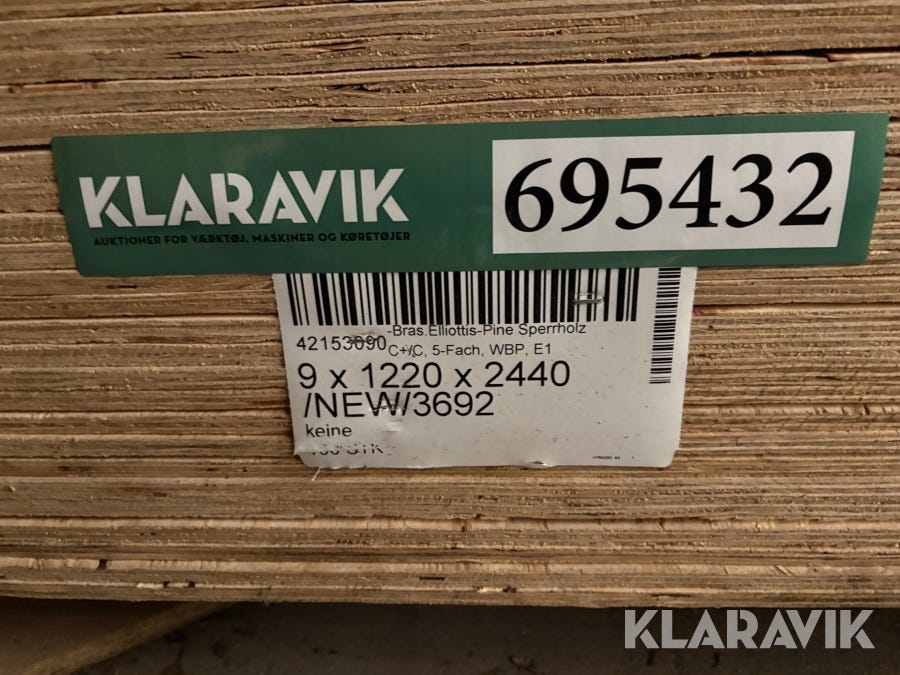 KLARAVIK
AUKTIONER FOR VÆRKTØJ, MASKINER OG KØRETØJER
695432
-Bras.Elliottis-Pine Sperrholz
42153090
C+/C, 5-Fach, WBP, E1
9 x 1220 x 2440
/NEW/3692
keine
KLARAVIK